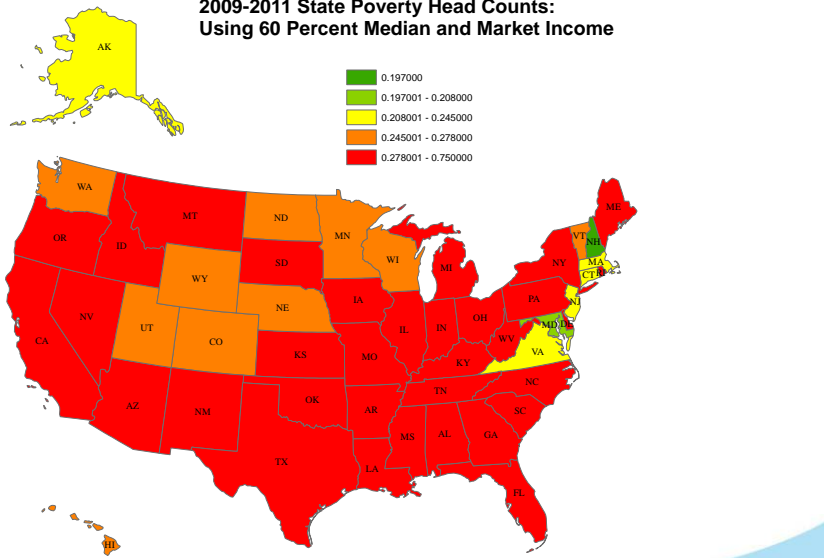 2009-2011 State Poverty Head Counts:
Using 60 Percent Median and Market Income
AK
0.197000
0.197001 - 0.208000
0.208001 - 0.245000
0.245001 - 0.278000
0.278001 - 0.750000
WA
MT
ND
MN
VT
NH
ME
OR
ID
SD
WI
MI
NY
MA
CT
RI
WY
IA
PA
NJ
NE
OH
MD
DE
NV
UT
CO
IL
IN
WV
VA
CA
KS
MO
KY
NC
AZ
NM
OK
AR
TN
SC
MS
AL
GA
TX
LA
FL
HI